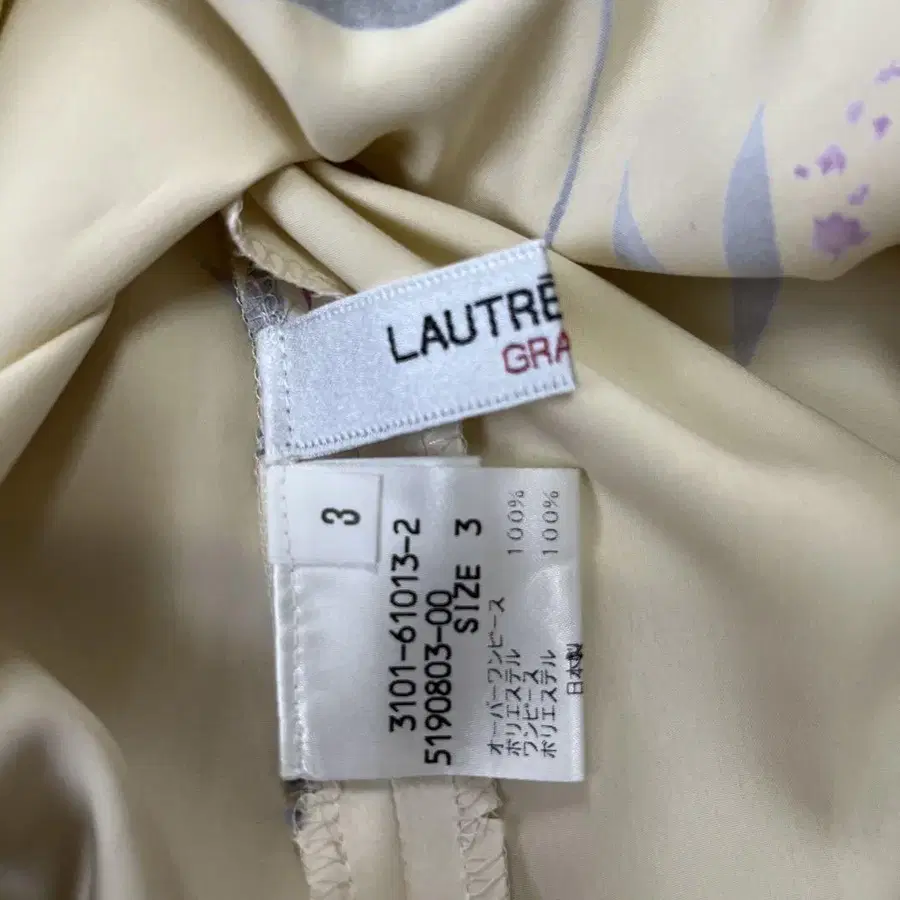 LAUTRĒ
GRA
3
3101-61013-2
5190803-00
SIZE 3
オーバーワンピース
ポリエステル 100%
ワンピース
ポリエステル 100%
日本製